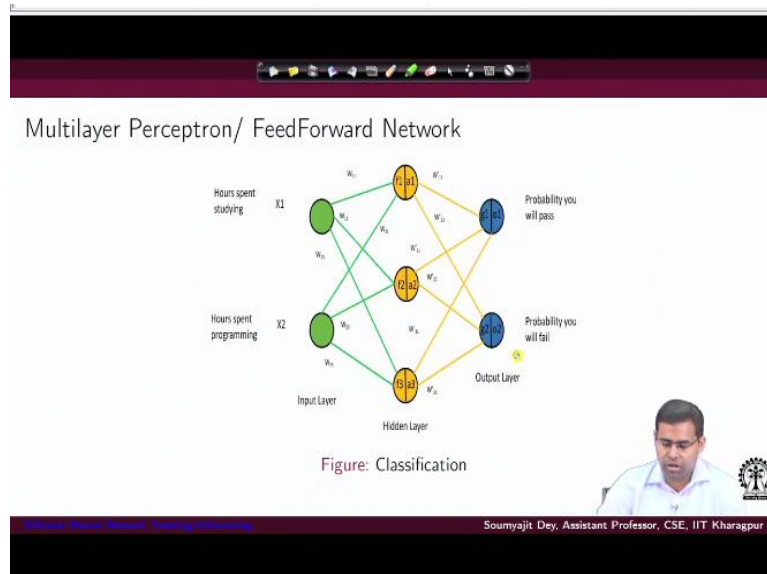 Multilayer Perceptron/ FeedForward Network
Hours spent
studying
X1
f1 a1
g1 o1
Probability you
will pass
f2 a2
Hours spent
programming
X2
g2 o2
Probability you
will fail
f3 a3
Input Layer
Hidden Layer
Output Layer
Figure: Classification
Soumyajit Dey, Assistant Professor, CSE, IIT Kharagpur